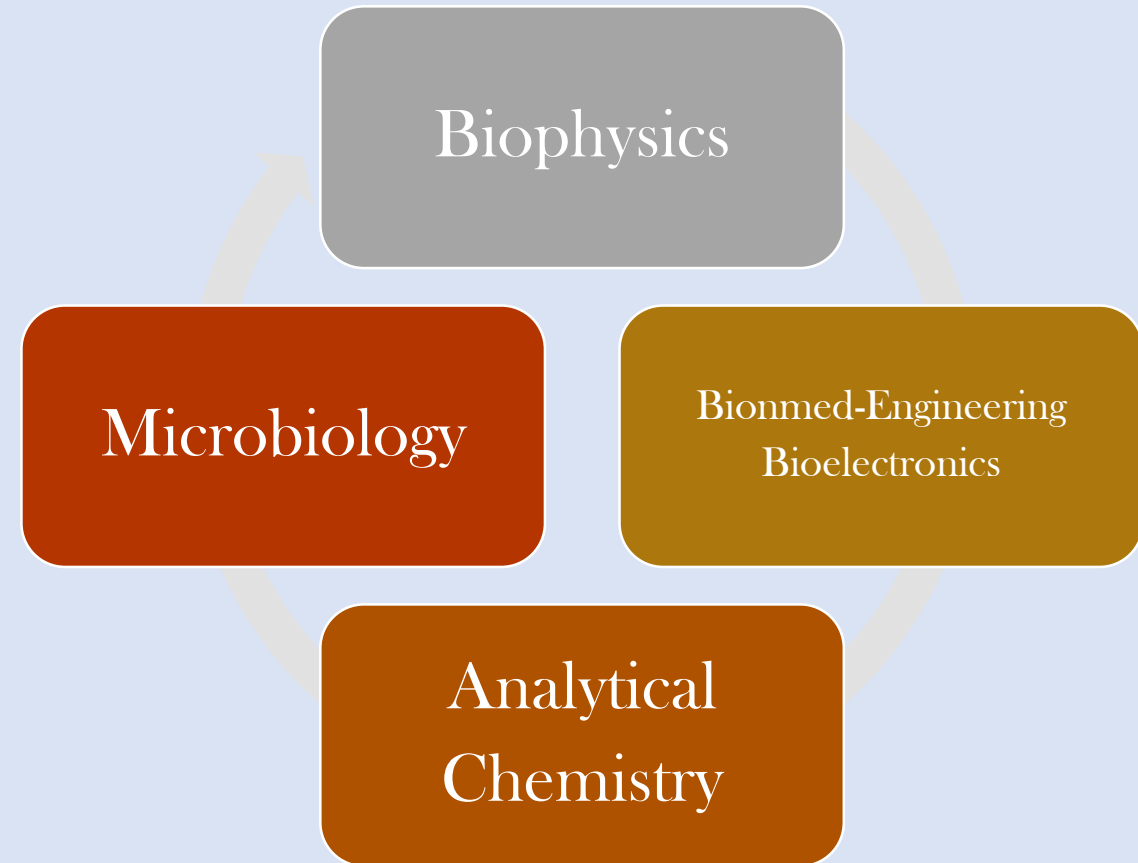 Biophysics
Microbiology
Bionmed-Engineering
Bioelectronics
Analytical
Chemistry